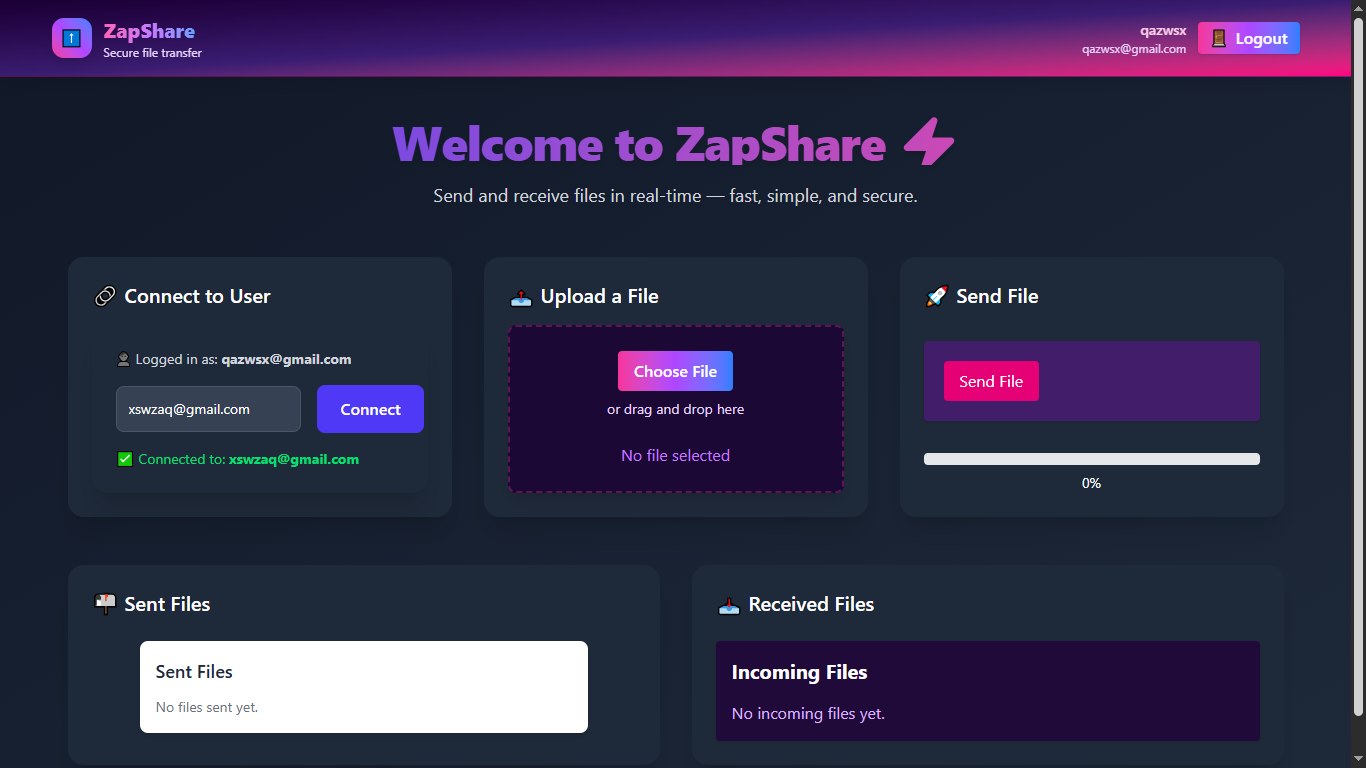 ZapShare
Secure file transfer
qazwsx
qazwsx@gmail.com
Logout
Welcome to ZapShare
Send and receive files in real-time — fast, simple, and secure.
Connect to User
Logged in as: qazwsx@gmail.com
xswzaq@gmail.com
Connect
Connected to: xswzaq@gmail.com
Upload a File
Choose File
or drag and drop here
No file selected
Send File
Send File
0%
Sent Files
Sent Files
No files sent yet.
Received Files
Incoming Files
No incoming files yet.